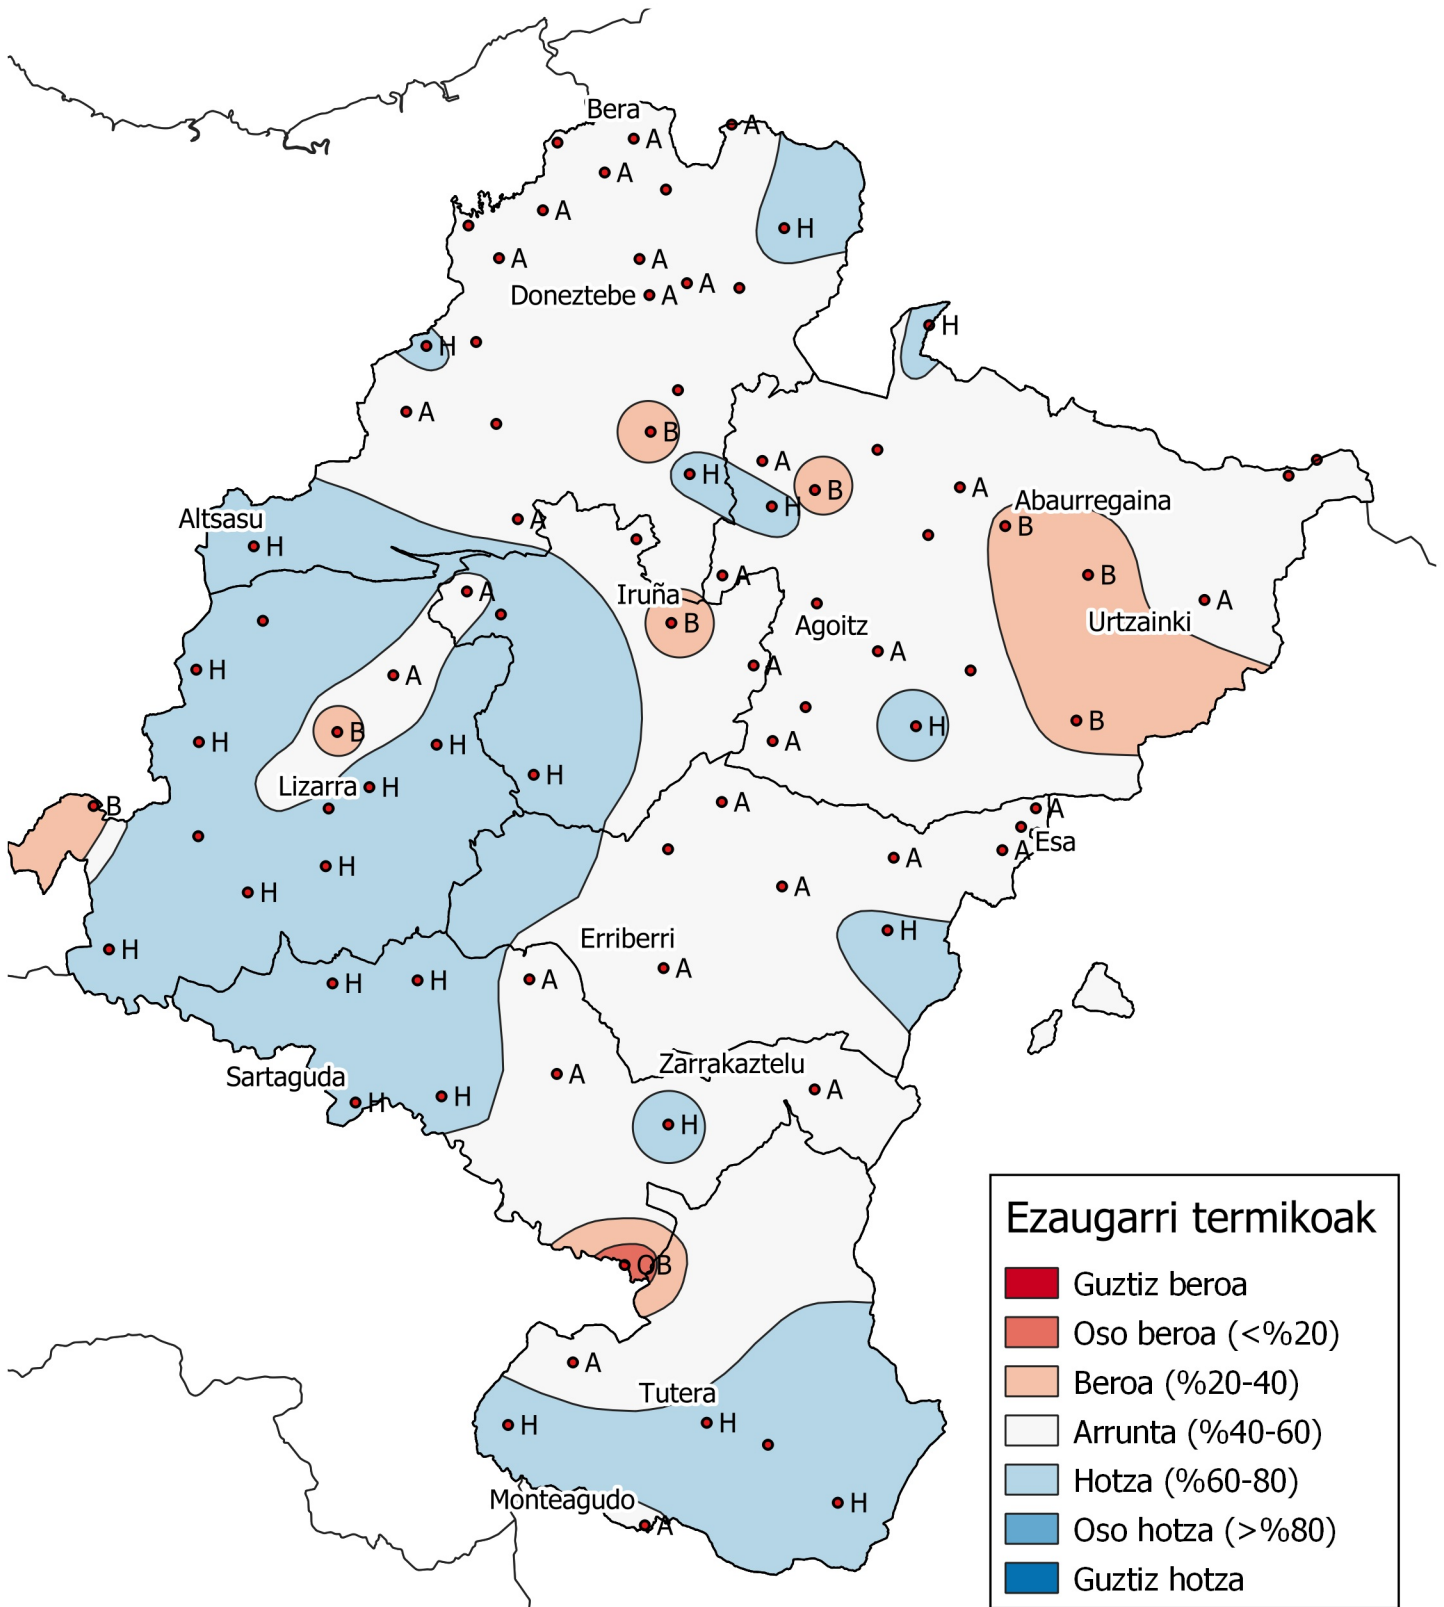 Bera
A
A
A
A
H
A
A
A
Doneztebe
A
H
H
A
B
A
H
B
H
A
Abaurregaina
B
Altsasu
H
A
A
B
A
A
Iruña
B
Urtzainki
Agoitz
A
A
H
A
B
H
B
H
A
H
H
Lizarra
H
B
A
A
A
Esa
A
H
A
H
H
Erriberri
H
A
H
H
A
Zarrakaztelu
Sartaguda
A
A
H
H
H
OB
A
Tutera
H
H
Monteagudo
H
A
Ezaugarri termikoak
Guztiz beroa
Oso beroa (<%20)
Beroa (%20-40)
Arrunta (%40-60)
Hotza (%60-80)
Oso hotza (>%80)
Guztiz hotza